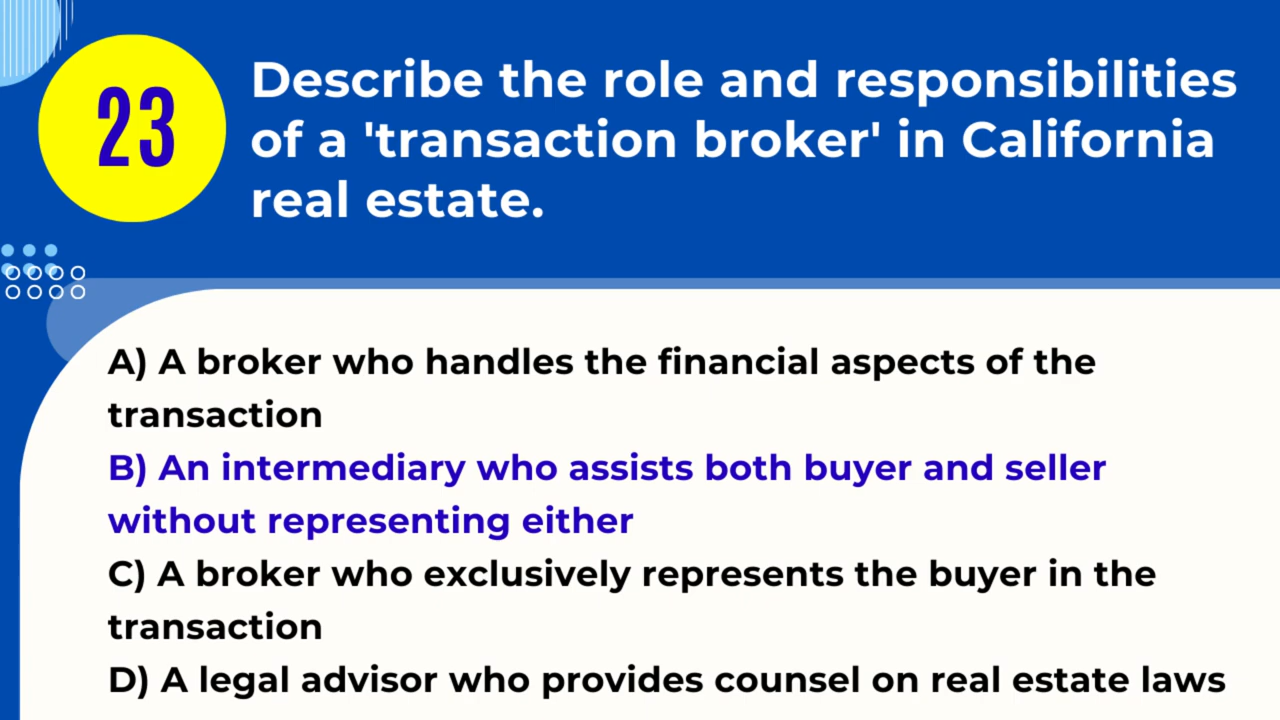 23
Describe the role and responsibilities
of a 'transaction broker' in California
real estate.
A) A broker who handles the financial aspects of the
transaction
B) An intermediary who assists both buyer and seller
without representing either
C) A broker who exclusively represents the buyer in the
transaction
D) A legal advisor who provides counsel on real estate laws